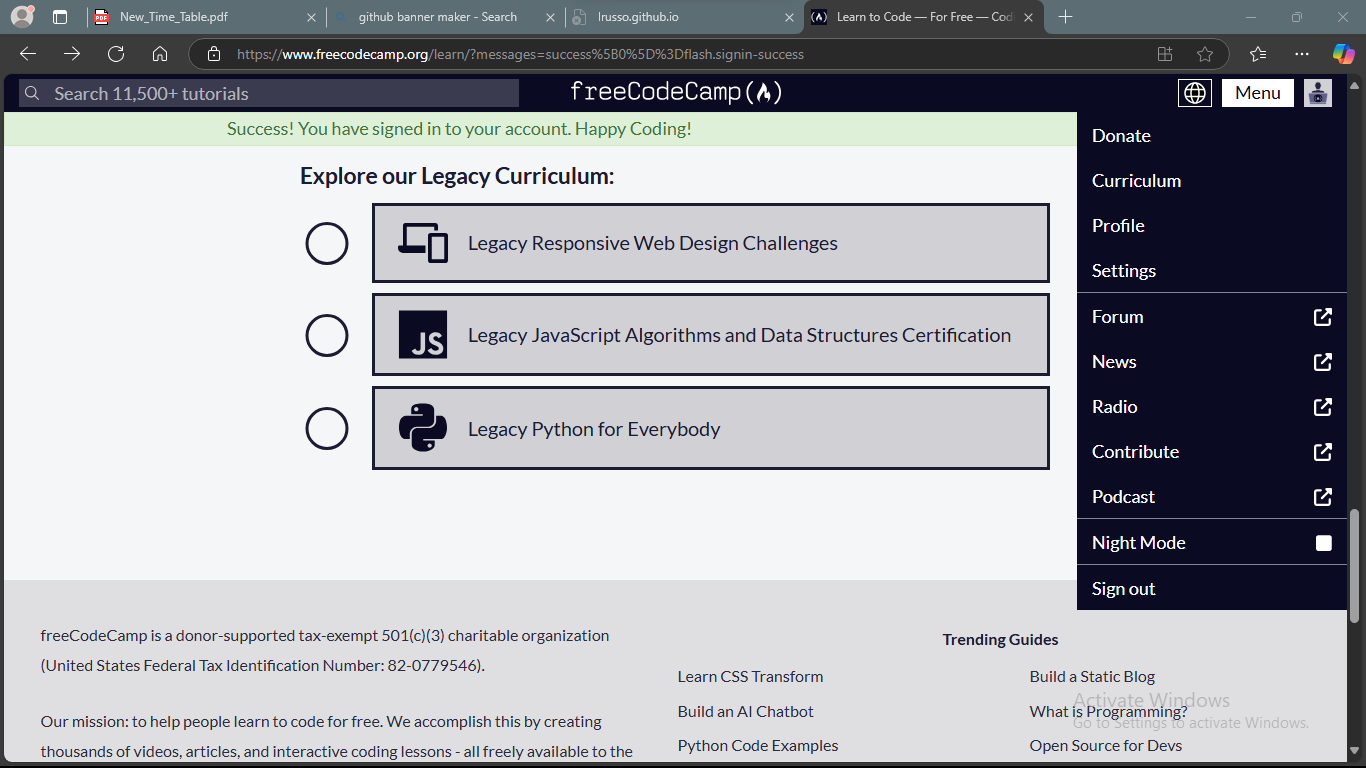 New_Time_Table.pdf
github banner maker - Search
lrusso.github.io
Learn to Code — For Free — Codi
https://www.freecodecamp.org/learn/?messages=success%5B0%5D%3Dflash.signin-success
Search 11,500+ tutorials
freeCodeCamp
Menu
Success! You have signed in to your account. Happy Coding!
Explore our Legacy Curriculum:
Legacy Responsive Web Design Challenges
JS
Legacy JavaScript Algorithms and Data Structures Certification
Legacy Python for Everybody
Donate
Curriculum
Profile
Settings
Forum
News
Radio
Contribute
Podcast
Night Mode
Sign out
freeCodeCamp is a donor-supported tax-exempt 501(c)(3) charitable organization
(United States Federal Tax Identification Number: 82-0779546).
Our mission: to help people learn to code for free. We accomplish this by creating
thousands of videos, articles, and interactive coding lessons - all freely available to the
Trending Guides
Learn CSS Transform
Build a Static Blog
Build an AI Chatbot
What is Programming?
Python Code Examples
Open Source for Devs
Activate Windows
Go to Settings to activate Windows.